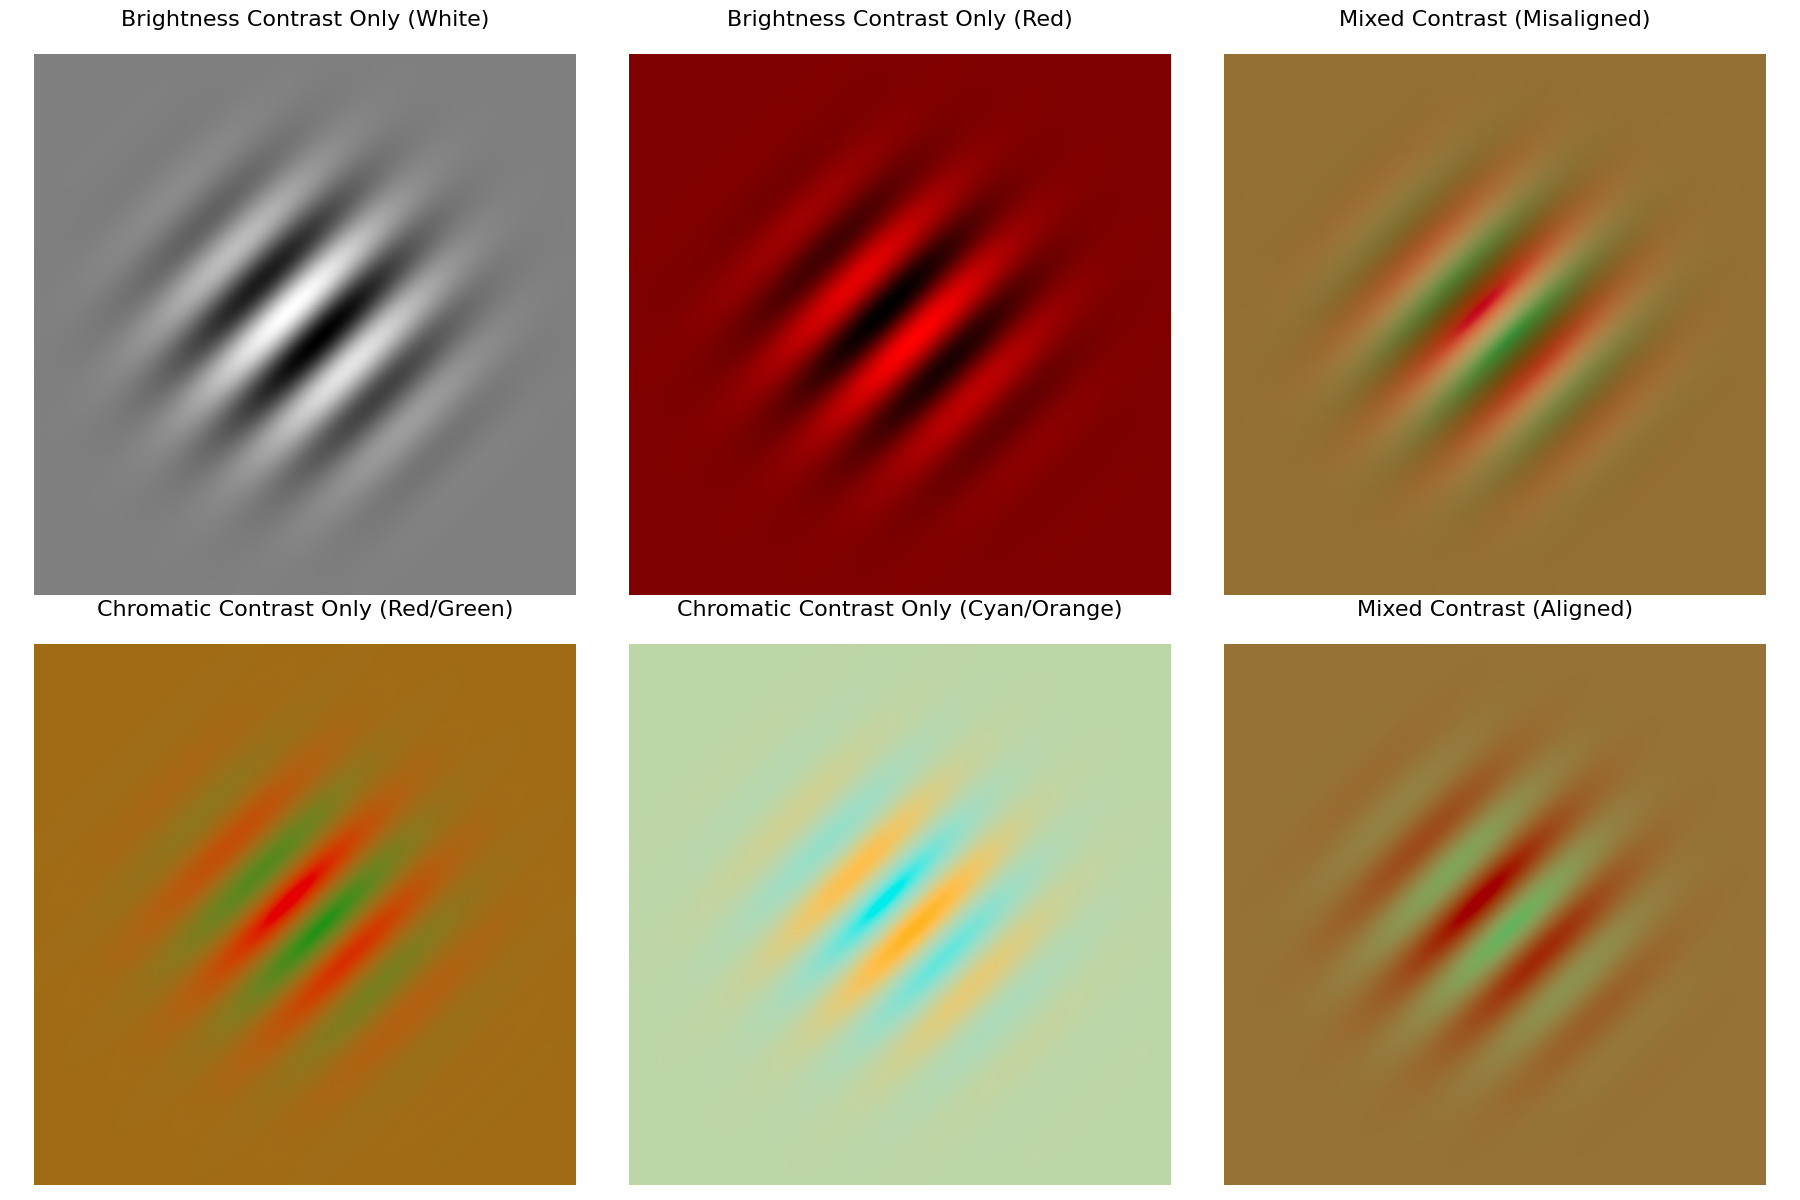 Brightness Contrast Only (White)
Brightness Contrast Only (Red)
Mixed Contrast (Misaligned)
Chromatic Contrast Only (Red/Green)
Chromatic Contrast Only (Cyan/Orange)
Mixed Contrast (Aligned)